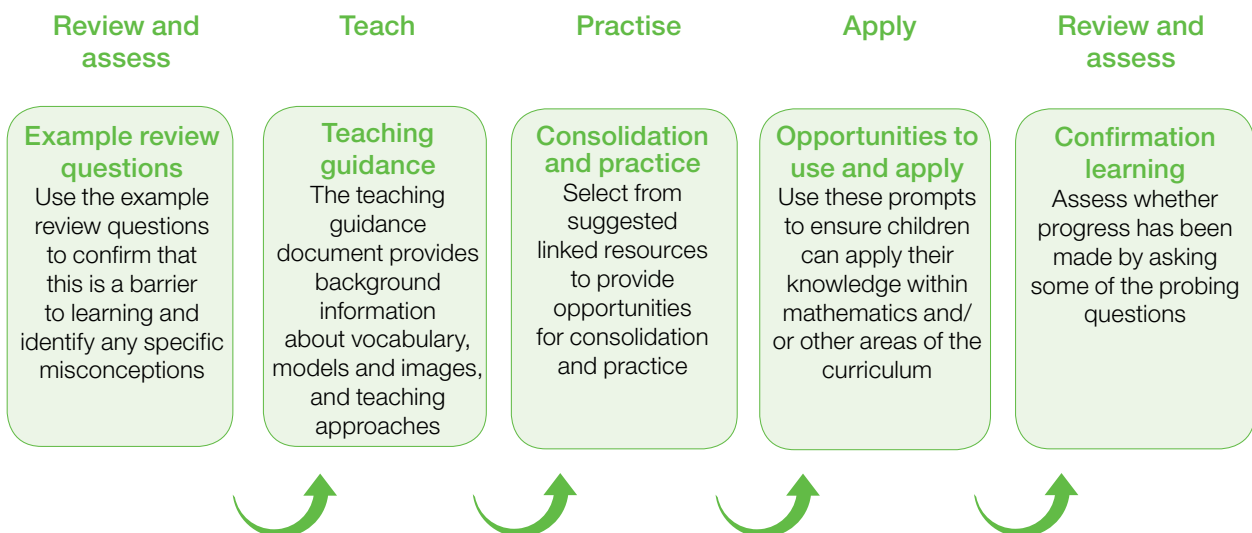 Review and
assess
Teach
Practise
Apply
Review and
assess
Example review
questions
Use the example
review questions
to confirm that
this is a barrier
to learning and
identify any specific
misconceptions
Teaching
guidance
The teaching
guidance
document provides
background
information
about vocabulary,
models and images,
and teaching
approaches
Consolidation
and practice
Select from
suggested
linked resources
to provide
opportunities
for consolidation
and practice
Opportunities to
use and apply
Use these prompts
to ensure children
can apply their
knowledge within
mathematics and/
or other areas of the
curriculum
Confirmation
learning
Assess whether
progress has been
made by asking
some of the probing
questions